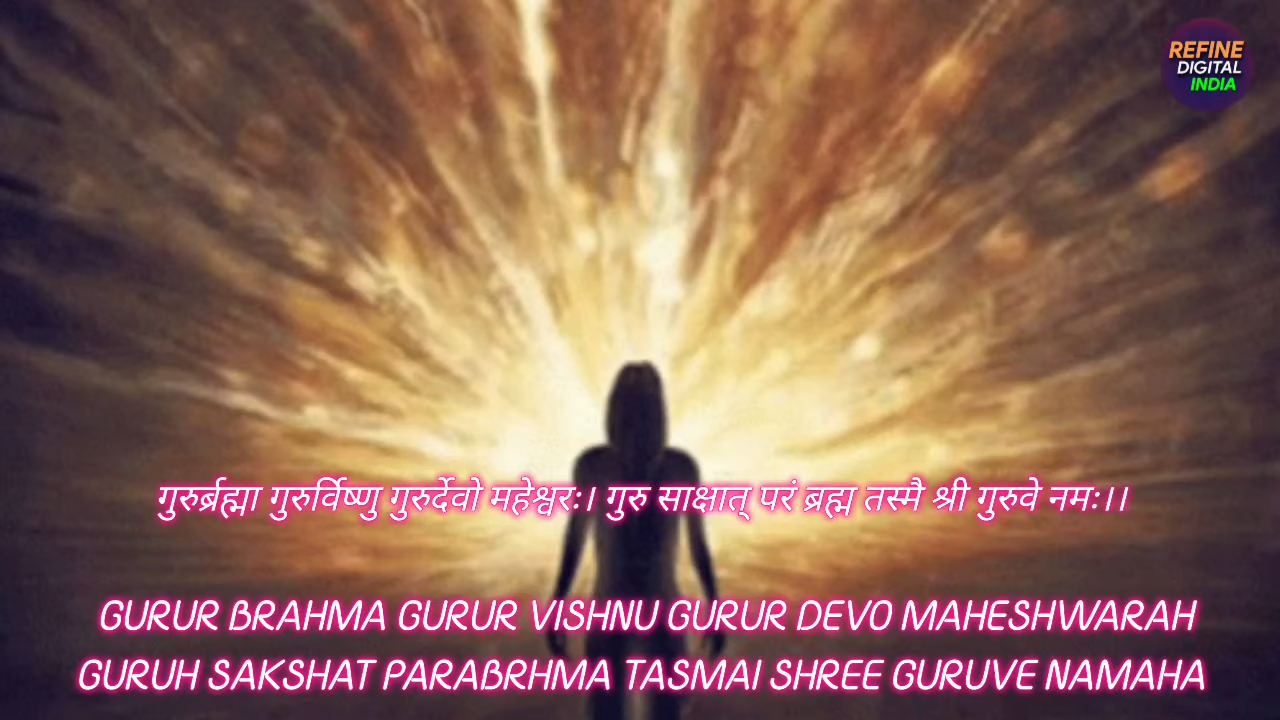 REFINE
DIGITAL
INDIA
गुरुर्ब्रह्मा गुरुर्विष्णु गुरुर्देवो महेश्वरः। गुरु साक्षात् परं ब्रह्म तस्मै श्री गुरुवे नमः।।
GURUR BRAHMA GURUR VISHNU GURUR DEVO MAHESHWARAH
GURUH SAKSHAT PARABRHMA TASMAI SHREE GURUVE NAMAHA